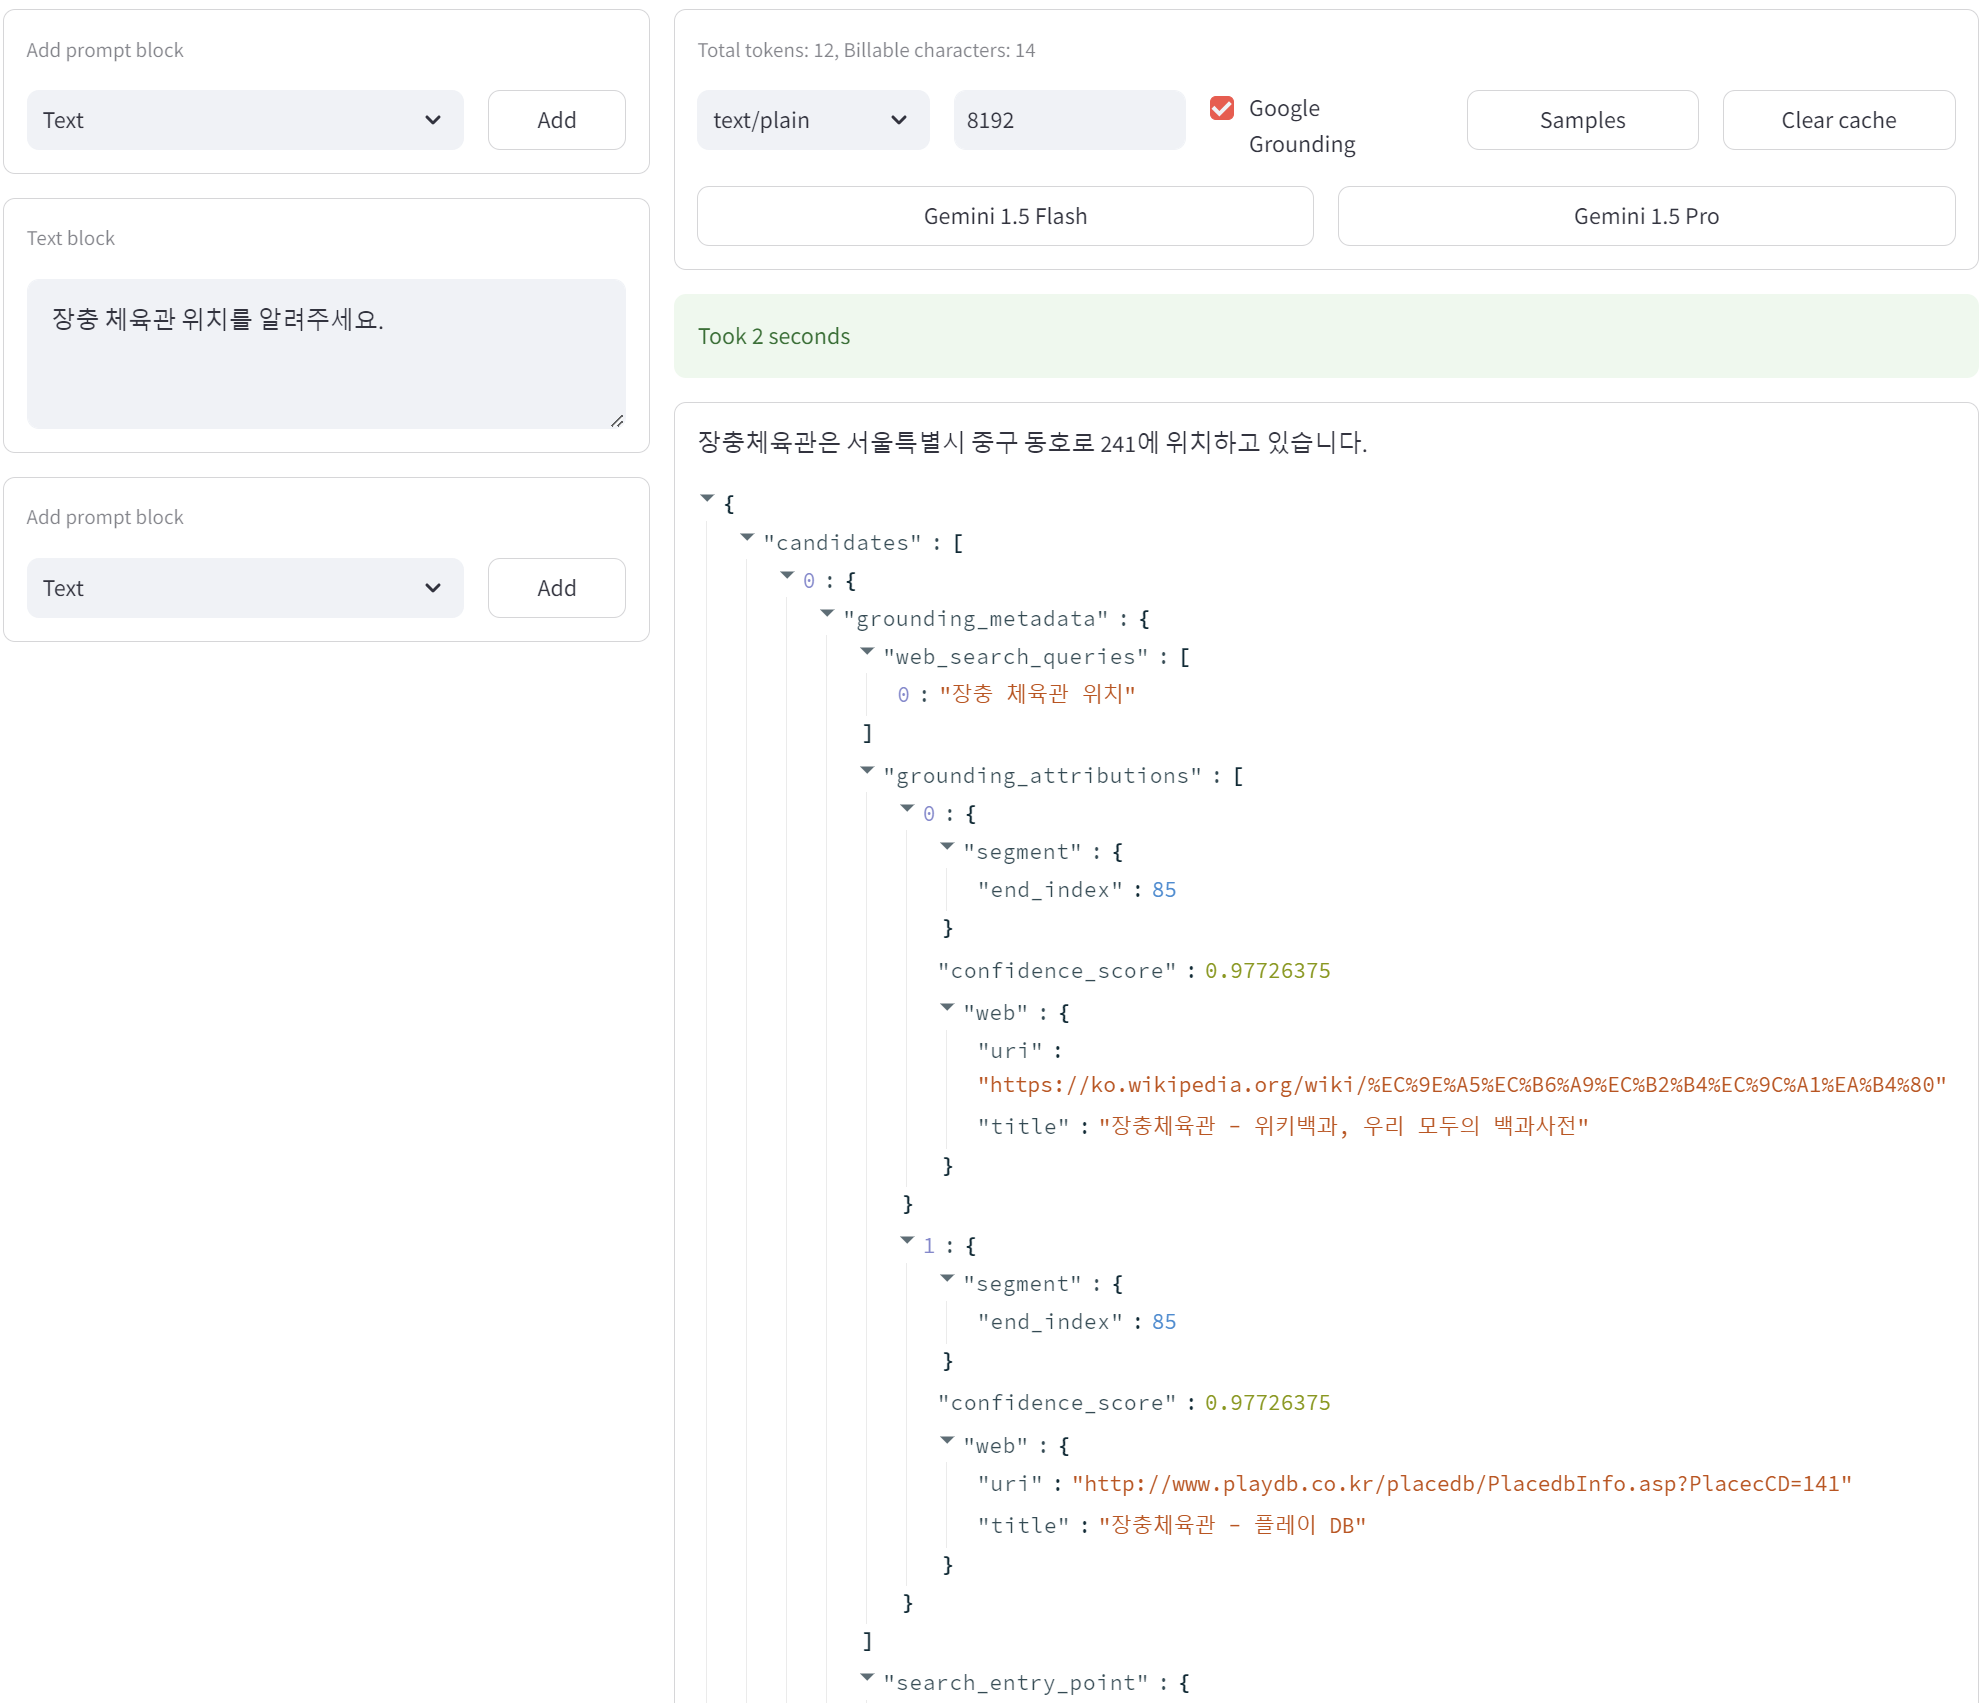 Add prompt block
Text
Add
Text block
장충 체육관 위치를 알려주세요.
Add prompt block
Text
Add
Total tokens: 12, Billable characters: 14
text/plain
8192
Google
Grounding
Samples
Clear cache
Gemini 1.5 Flash
Gemini 1.5 Pro
Took 2 seconds
장충체육관은 서울특별시 중구 동호로 241에 위치하고 있습니다.
{
"candidates" : [
0 : {
"grounding_metadata" : {
"web_search_queries" : [
0 : "장충 체육관 위치"
]
"grounding_attributions" : [
0 : {
"segment" : {
"end_index" : 85
}
"confidence_score" : 0.97726375
"web" : {
"uri" :
"https://ko.wikipedia.org/wiki/%EC%9E%A5%EC%B6%A9%EC%B2%B4%EC%9C%A1%EA%B4%80"
"title" : "장충체육관 - 위키백과, 우리 모두의 백과사전"
}
}
1 : {
"segment" : {
"end_index" : 85
}
"confidence_score" : 0.97726375
"web" : {
"uri" : "http://www.playdb.co.kr/placedb/PlacedbInfo.asp?PlacecCD=141"
"title" : "장충체육관 - 플레이 DB"
}
}
]
"search_entry_point" : {